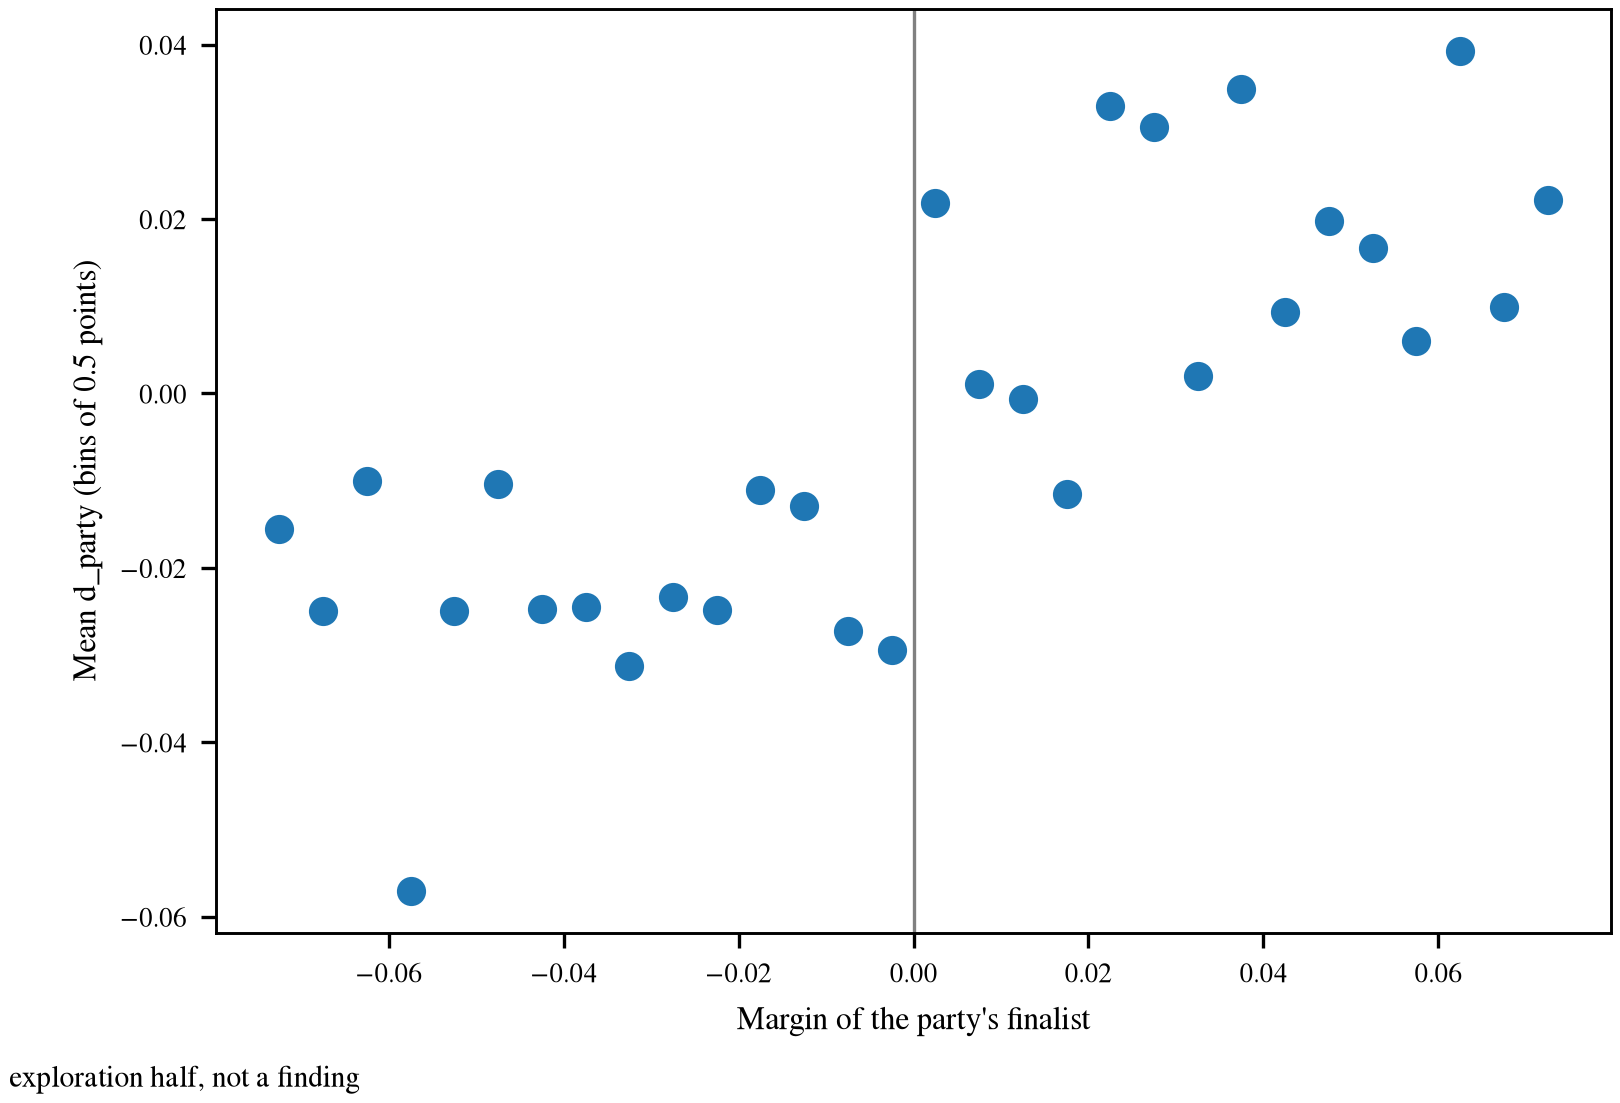 0.04
0.02
0.00
−0.02
−0.04
−0.06
Mean d_party (bins of 0.5 points)
−0.06 −0.04 −0.02 0.00 0.02 0.04 0.06
Margin of the party's finalist
exploration half, not a finding